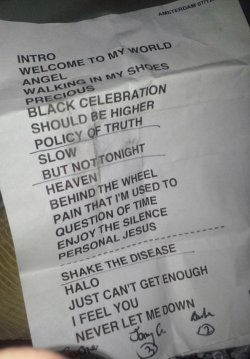 AMSTERDAM
INTRO
WELCOME TO MY WORLD
ANGEL
WALKING IN MY SHOES
PRECIOUS
BLACK CELEBRATION
SHOULD BE HIGHER
POLICY OF TRUTH
SLOW
BUT NOT TONIGHT
HEAVEN
BEHIND THE WHEEL
PAIN THAT I'M USED TO
QUESTION OF TIME
ENJOY THE SILENCE
PERSONAL JESUS
SHAKE THE DISEASE
HALO
JUST CAN'T GET ENOUGH
I FEEL YOU
NEVER LET ME DOWN